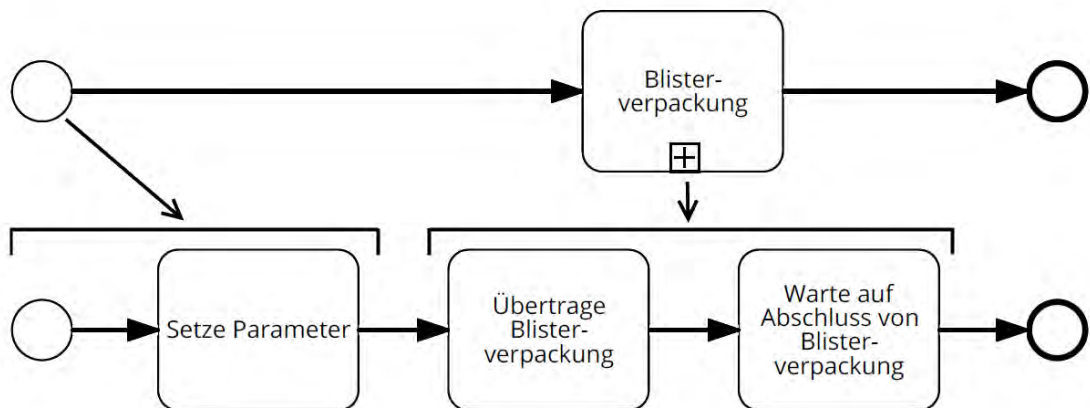 Blister-
verpackung
Setze Parameter
Übertrage
Blister-
verpackung
Warte auf
Abschluss von
Blister-
verpackung